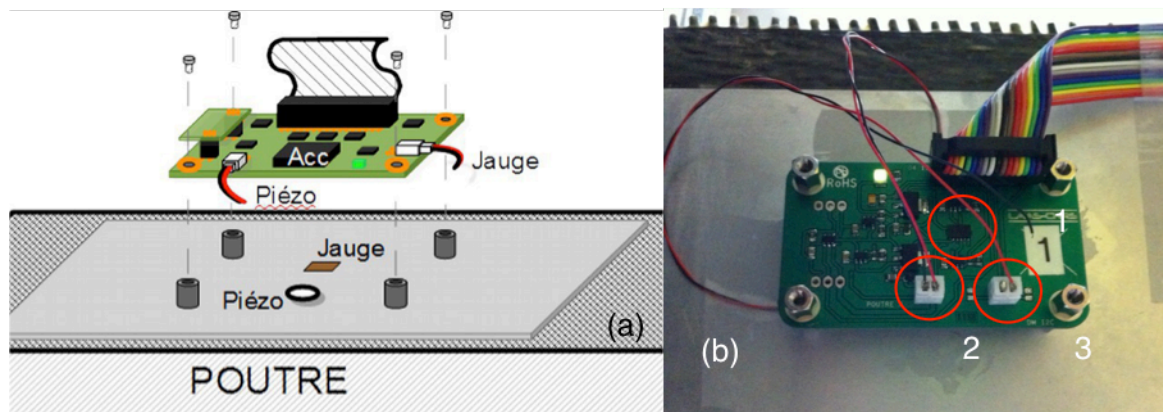 Acc
Jauge
Piézo
Jauge
Piézo
(a)
POUTRE
RoHS
1
1
POUTRE
(b)
2
3